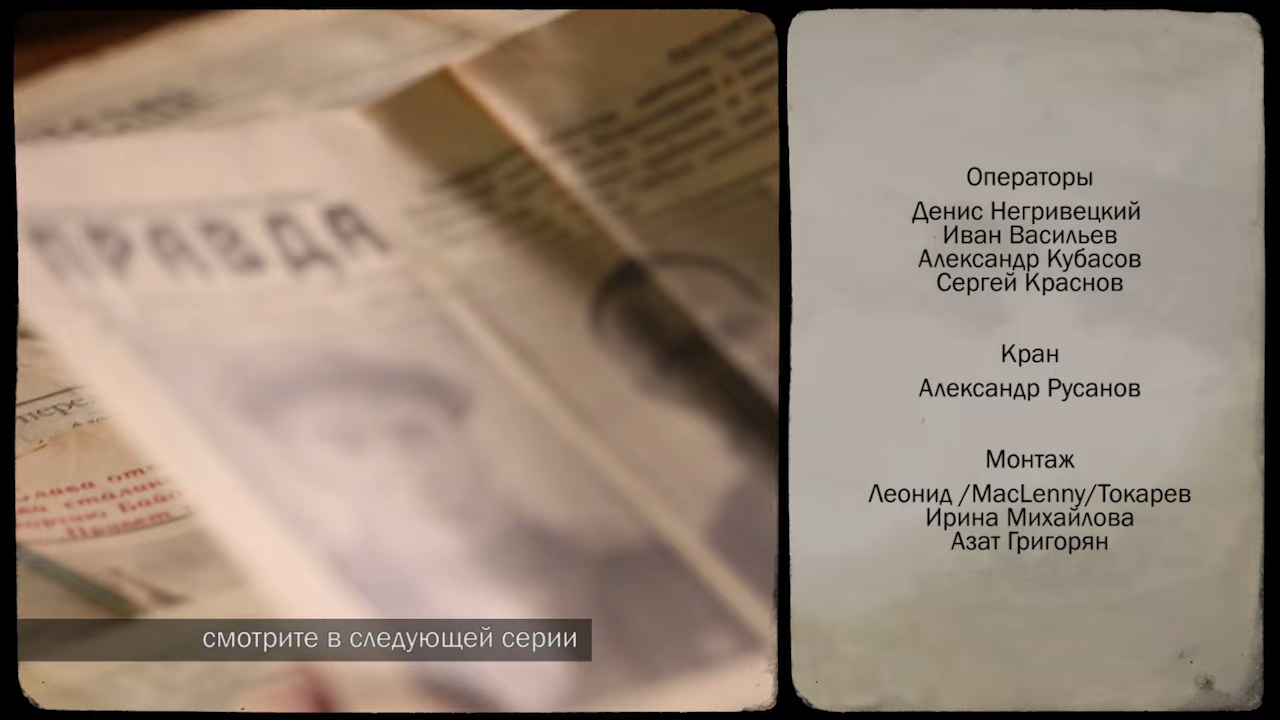 ПРАВДА
смотрите в следующей серии
Операторы
Денис Негривецкий
Иван Васильев
Александр Кубасов
Сергей Краснов
Кран
Александр Русанов
Монтаж
Леонид /MacLenny/Токарев
Ирина Михайлова
Азат Григорян